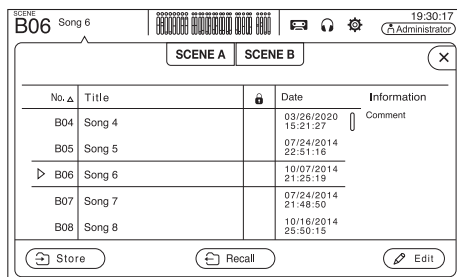 SCENE
B06 Song 6
19:30:17
Administrator
SCENE A SCENE B
X
No. Title Date Information
B04 Song 4 03/26/2020 15:21:27 Comment
B05 Song 5 07/24/2014 22:51:16
B06 Song 6 10/07/2014 21:25:19
B07 Song 7 07/24/2014 21:48:50
B08 Song 8 10/16/2014 25:50:15
Store Recall Edit